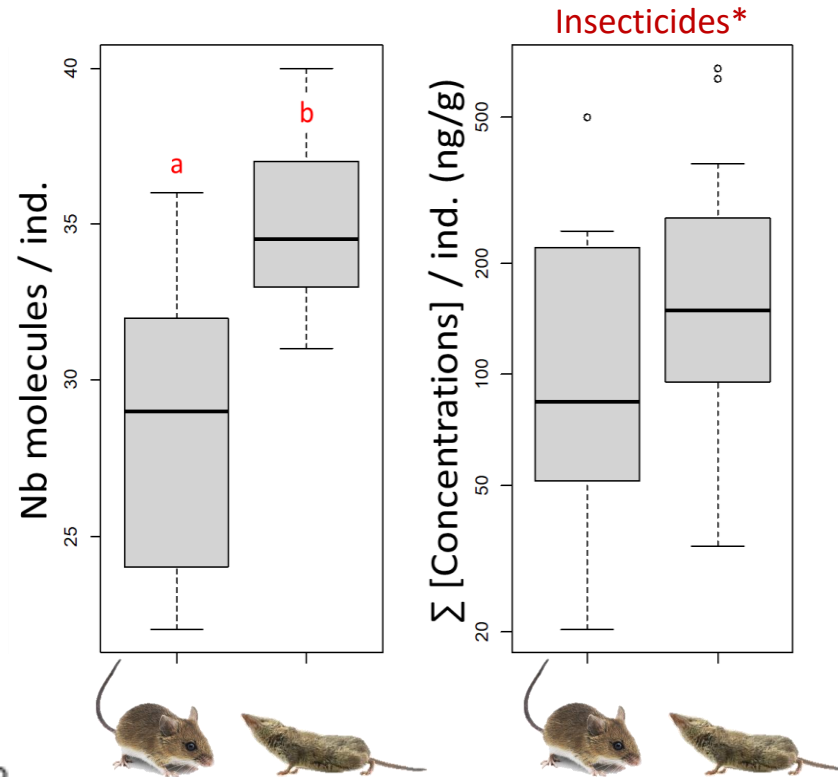 Insecticides*
Nb molecules / ind.
40
35
30
25
a
b
∑ [Concentrations] / ind. (ng/g)
500
200
100
50
20